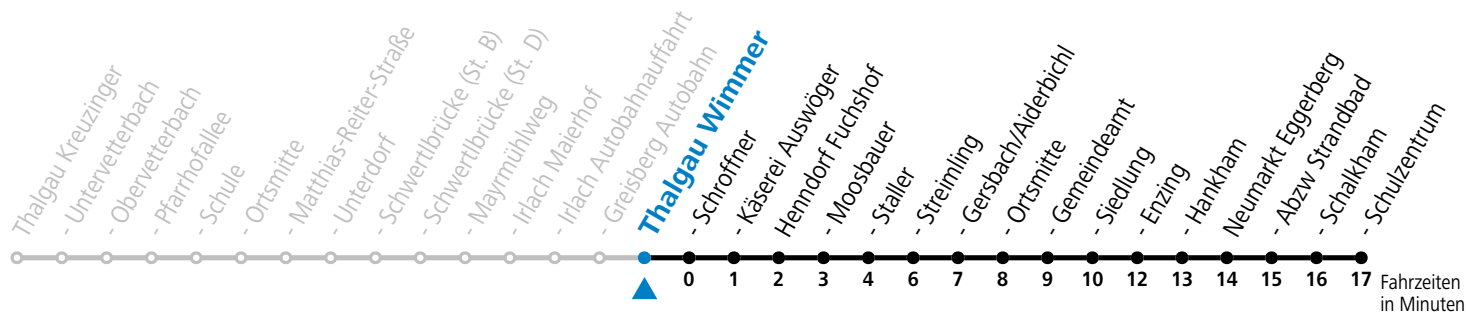 Thalgau Kreuzinger
- Untervetterbach
- Obervetterbach
- Pfarrhofallee
- Schule
- Ortsmitte
- Matthias-Reiter-Straße
- Unterdorf
- Schwertlbrücke (St. B)
- Schwertlbrücke (St. D)
- Mayrmühlweg
- Irlach Maierhof
- Irlach Autobahnauffahrt
- Greisberg Autobahn
Thalgau Wimmer
- Schroffner
- Käserei Auswöger
Henndorf Fuchshof
- Moosbauer
- Staller
- Streimling
- Gersbach/Aiderbichl
- Ortsmitte
- Gemeindeamt
- Siedlung
- Enzing
- Hankham
Neumarkt Eggerberg
- Abzw Strandbad
- Schalkham
- Schulzentrum
0 1 2 3 4 6 7 8 9 10 12 13 14 15 16 17
Fahrzeiten
in Minuten